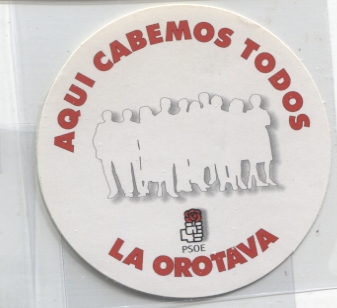 AQUI CABEMOS TODOS
PSOE
LA OROTAVA